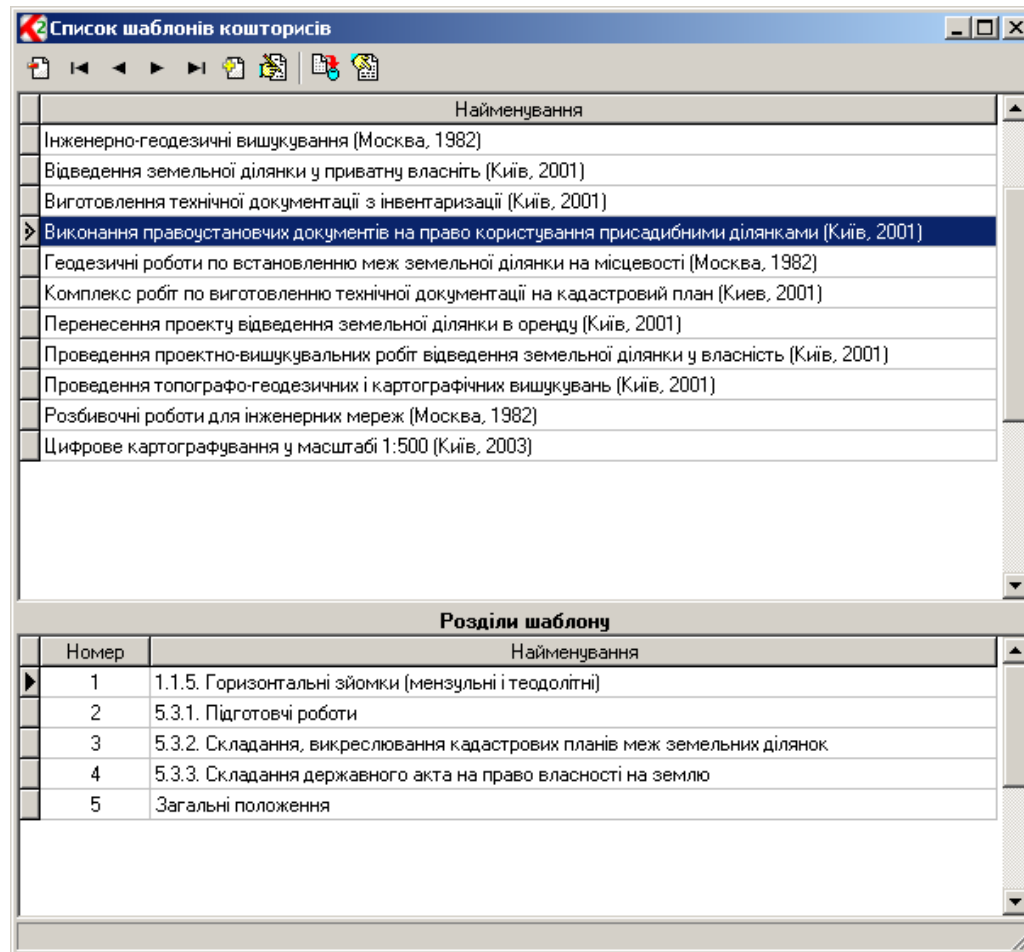 K2 Список шаблонів кошторисів
Найменування
Інженерно-геодезичні вишукування (Москва, 1982)
Відведення земельної ділянки у приватну власніть (Київ, 2001)
Виготовлення технічної документації з інвентаризації (Київ, 2001)
Виконання правоустановчих документів на право користування присадибними ділянками (Київ, 2001)
Геодезичні роботи по встановленню меж земельної ділянки на місцевості (Москва, 1982)
Комплекс робіт по виготовленню технічної документації на кадастровий план (Киев, 2001)
Перенесення проекту відведення земельної ділянки в оренду (Київ, 2001)
Проведення проектно-вишукувальних робіт відведення земельної ділянки у власність (Київ, 2001)
Проведення топографо-геодезичних і картографічних вишукувань (Київ, 2001)
Розбивочні роботи для інженерних мереж (Москва, 1982)
Цифрове картографування у масштабі 1:500 (Київ, 2003)
Розділи шаблону
Номер Найменування
1 1.1.5. Горизонтальні зйомки (мензульні і теодолітні)
2 5.3.1. Підготовчі роботи
3 5.3.2. Складання, викреслювання кадастрових планів меж земельних ділянок
4 5.3.3. Складання державного акта на право власності на землю
5 Загальні положення